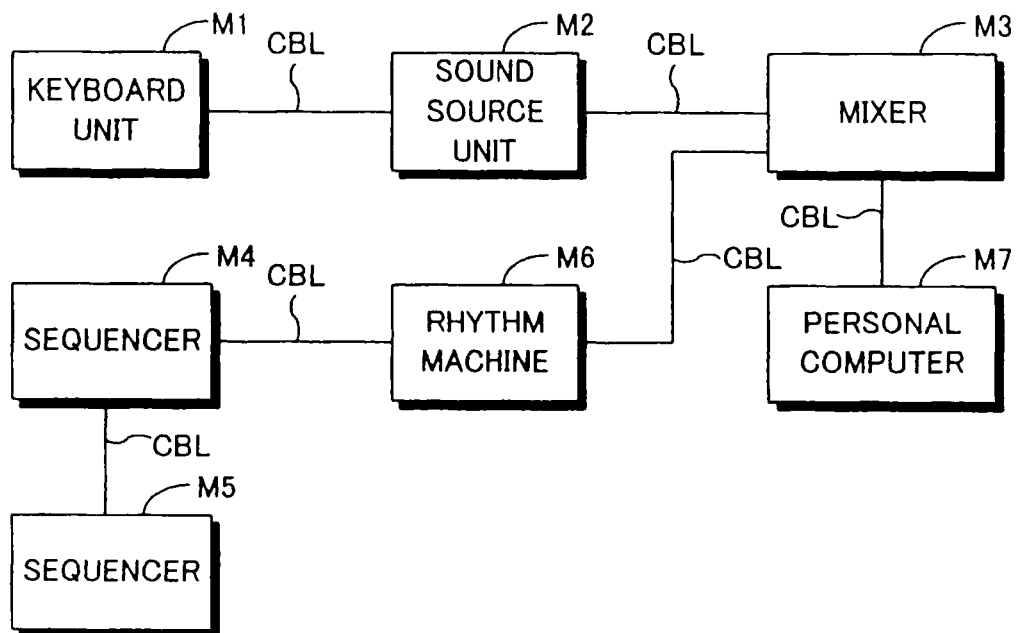 M1
CBL
M2
CBL
M3
KEYBOARD
UNIT
SOUND
SOURCE
UNIT
MIXER
CBL
M4
CBL
M6
CBL
M7
SEQUENCER
RHYTHM
MACHINE
PERSONAL
COMPUTER
CBL
M5
SEQUENCER